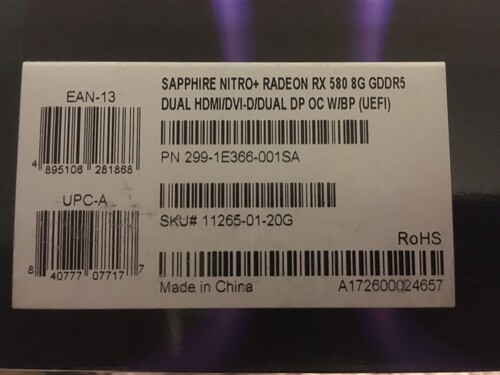 SAPPHIRE NITRO+ RADEON RX 580 8G GDDR5
DUAL HDMI/DVI-D/DUAL DP OC W/BP (UEFI)
EAN-13
4 895106 281868
PN 299-1E366-001SA
UPC-A
SKU# 11265-01-20G
8 40777 07717 7
RoHS
Made in China
A172600024657